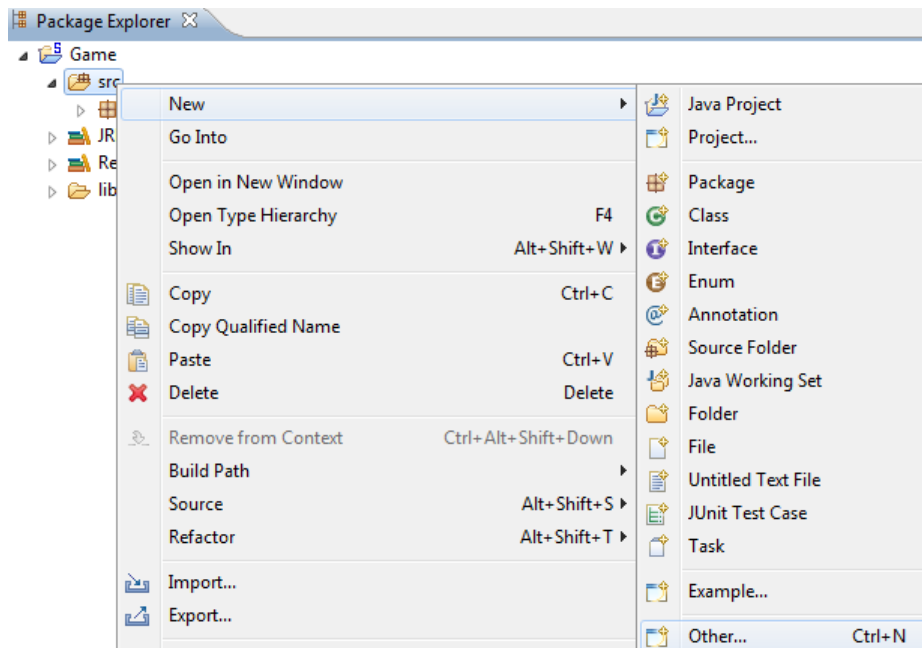 Package Explorer
Game
src
JR
Re
lib
New
Go Into
Open in New Window
Open Type Hierarchy F4
Show In Alt+Shift+W
Copy Ctrl+C
Copy Qualified Name
Paste Ctrl+V
Delete Delete
Remove from Context Ctrl+Alt+Shift+Down
Build Path
Source Alt+Shift+S
Refactor Alt+Shift+T
Import...
Export...
Java Project
Project...
Package
Class
Interface
Enum
Annotation
Source Folder
Java Working Set
Folder
File
Untitled Text File
JUnit Test Case
Task
Example...
Other... Ctrl+N